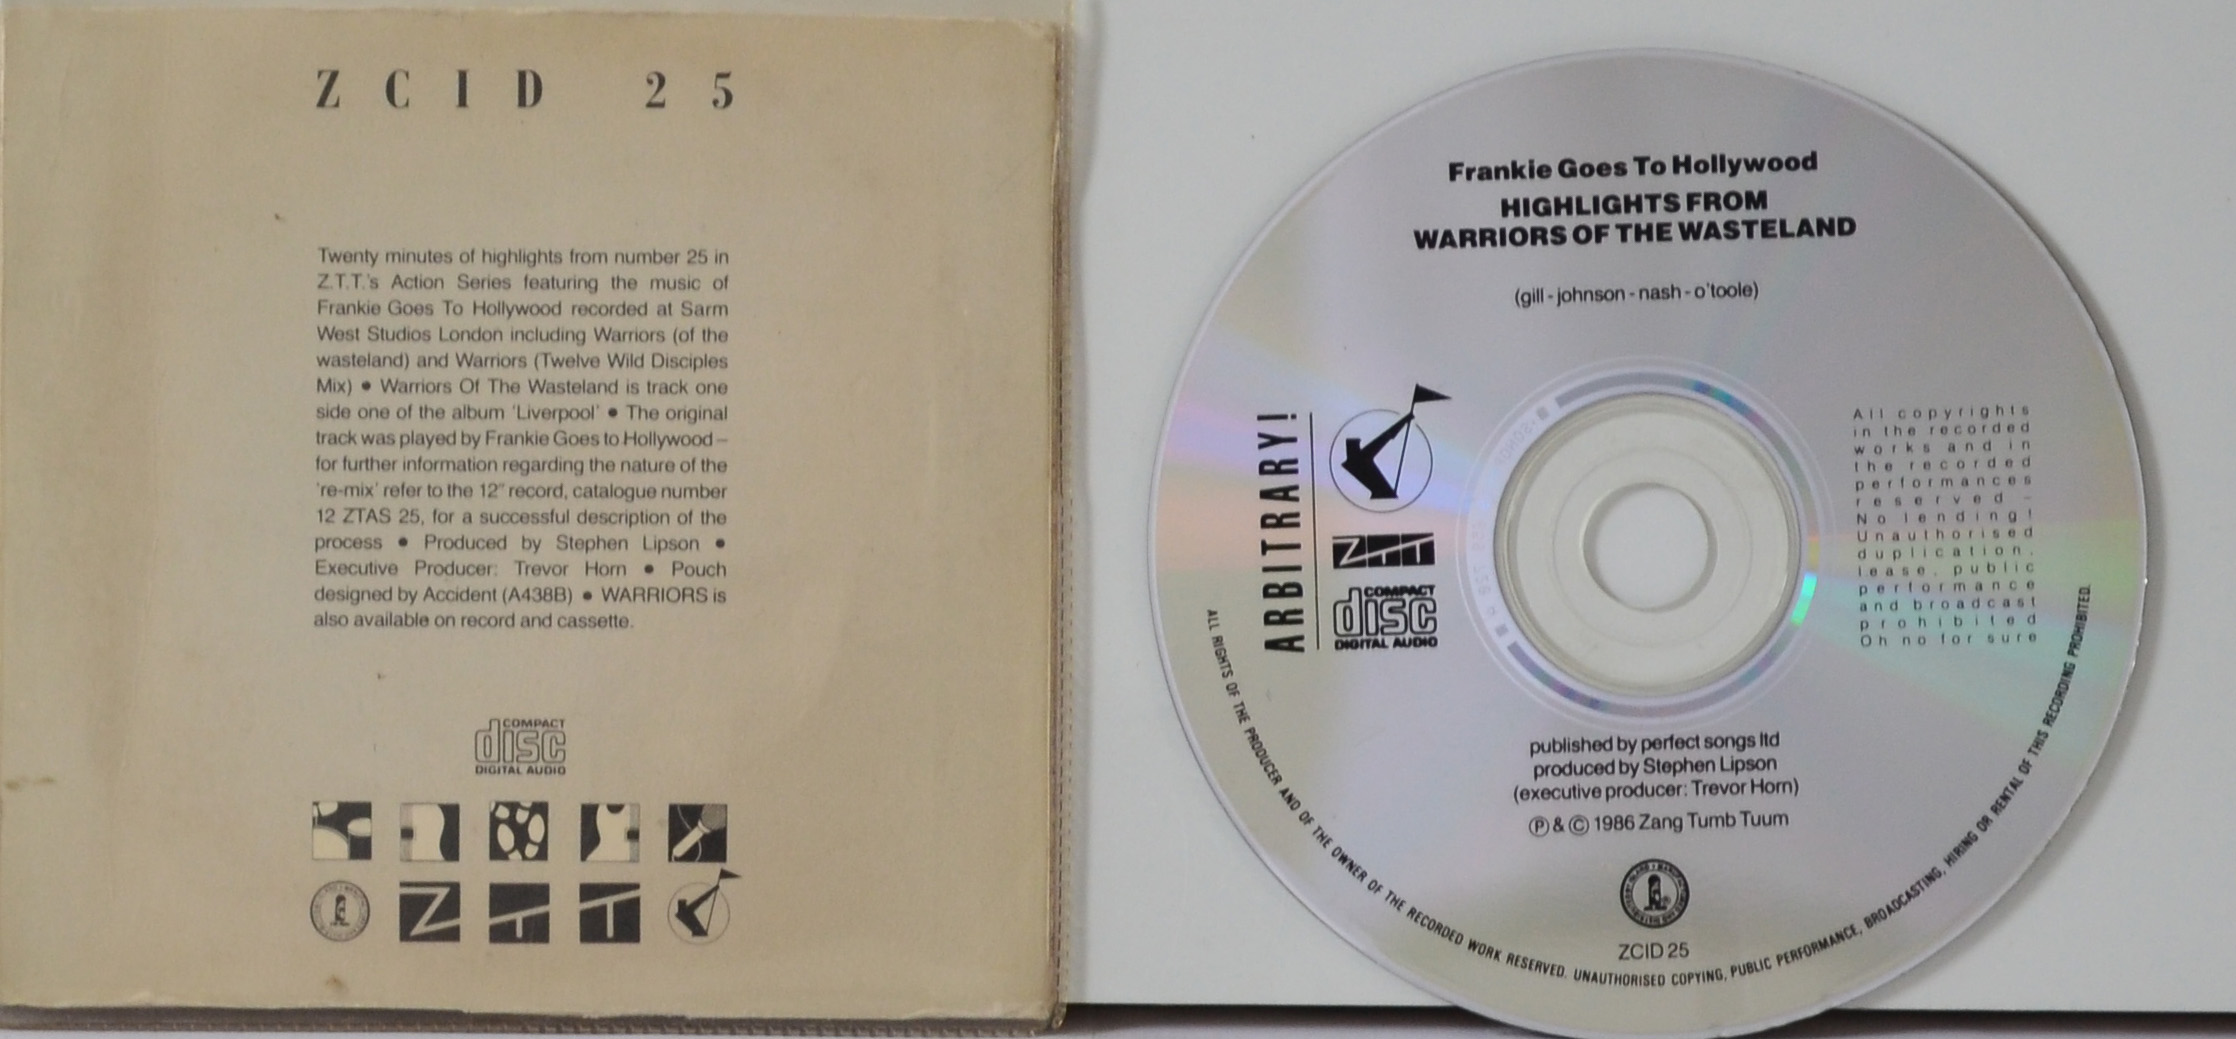 ZCID 25
Twenty minutes of highlights from number 25 in
Z.T.T.'s Action Series featuring the music of
Frankie Goes To Hollywood recorded at Sarm
West Studios London including Warriors (of the
wasteland) and Warriors (Twelve Wild Disciples
Mix) ● Warriors Of The Wasteland is track one
side one of the album 'Liverpool' ● The original
track was played by Frankie Goes to Hollywood –
for further information regarding the nature of the
're-mix' refer to the 12" record, catalogue number
12 ZTAS 25, for a successful description of the
process ● Produced by Stephen Lipson ●
Executive Producer: Trevor Horn ● Pouch
designed by Accident (A438B) ● WARRIORS is
also available on record and cassette.
COMPACT
disc
DIGITAL AUDIO
ZTT
Frankie Goes To Hollywood
HIGHLIGHTS FROM
WARRIORS OF THE WASTELAND
(gill - johnson - nash - o'toole)
ARBITRARY!
ZTT
COMPACT
disc
DIGITAL AUDIO
All copyrights
in the recorded
works and in
the recorded
performances
reserved –
No lending!
Unauthorised
duplication,
lease, public
performance
and broadcast
prohibited
Oh no for sure
published by perfect songs ltd
produced by Stephen Lipson
(executive producer: Trevor Horn)
Ⓟ & © 1986 Zang Tumb Tuum
ZCID 25
ALL RIGHTS OF THE PRODUCER AND OF THE OWNER OF THE RECORDED WORK RESERVED. UNAUTHORISED COPYING, PUBLIC PERFORMANCE, BROADCASTING, HIRING OR RENTAL OF THIS RECORDING PROHIBITED.